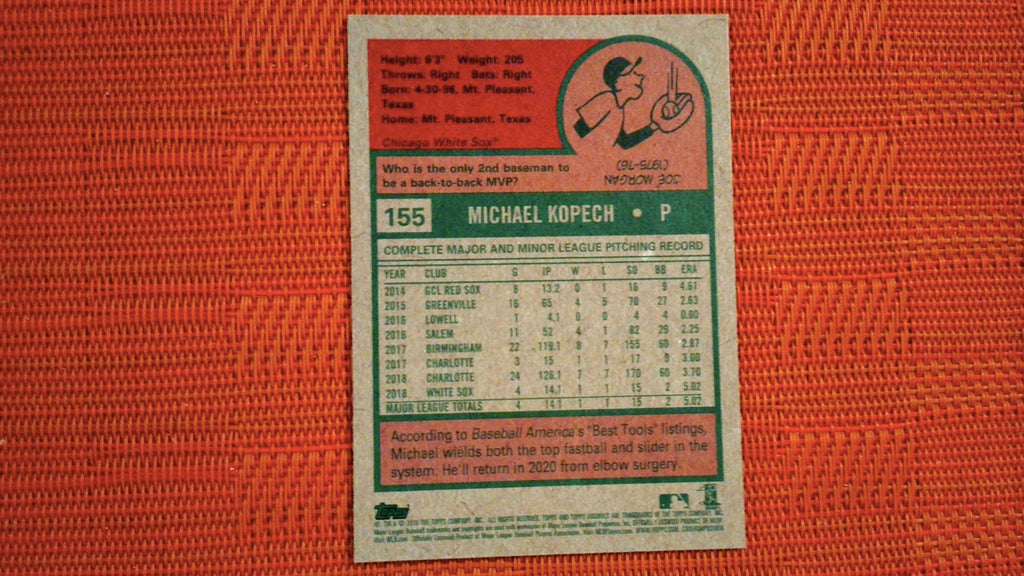 Height: 6'3" Weight: 205
Throws: Right Bats: Right
Born: 4-30-96, Mt. Pleasant,
Texas
Home: Mt. Pleasant, Texas
Chicago White Sox®
Who is the only 2nd baseman to
be a back-to-back MVP?
JOE MORGAN
(1975-76)
155 MICHAEL KOPECH • P
COMPLETE MAJOR AND MINOR LEAGUE PITCHING RECORD
YEAR CLUB G IP W L SO BB ERA
2014 GCL RED SOX 8 13.2 0 1 16 9 4.61
2015 GREENVILLE 16 65 4 5 70 27 2.63
2016 LOWELL 1 4.1 0 0 4 4 0.00
2016 SALEM 11 52 4 1 82 29 2.25
2017 BIRMINGHAM 22 119.1 8 7 155 60 2.87
2017 CHARLOTTE 3 15 1 1 17 3.00
2018 CHARLOTTE 24 126.1 7 7 170 60 3.70
2018 WHITE SOX 4 14.1 1 1 15 2 5.02
MAJOR LEAGUE TOTALS 4 14.1 1 1 15 2 5.02
According to Baseball America's "Best Tools" listings,
Michael wields both the top fastball and slider in the
system. He'll return in 2020 from elbow surgery.
Topps